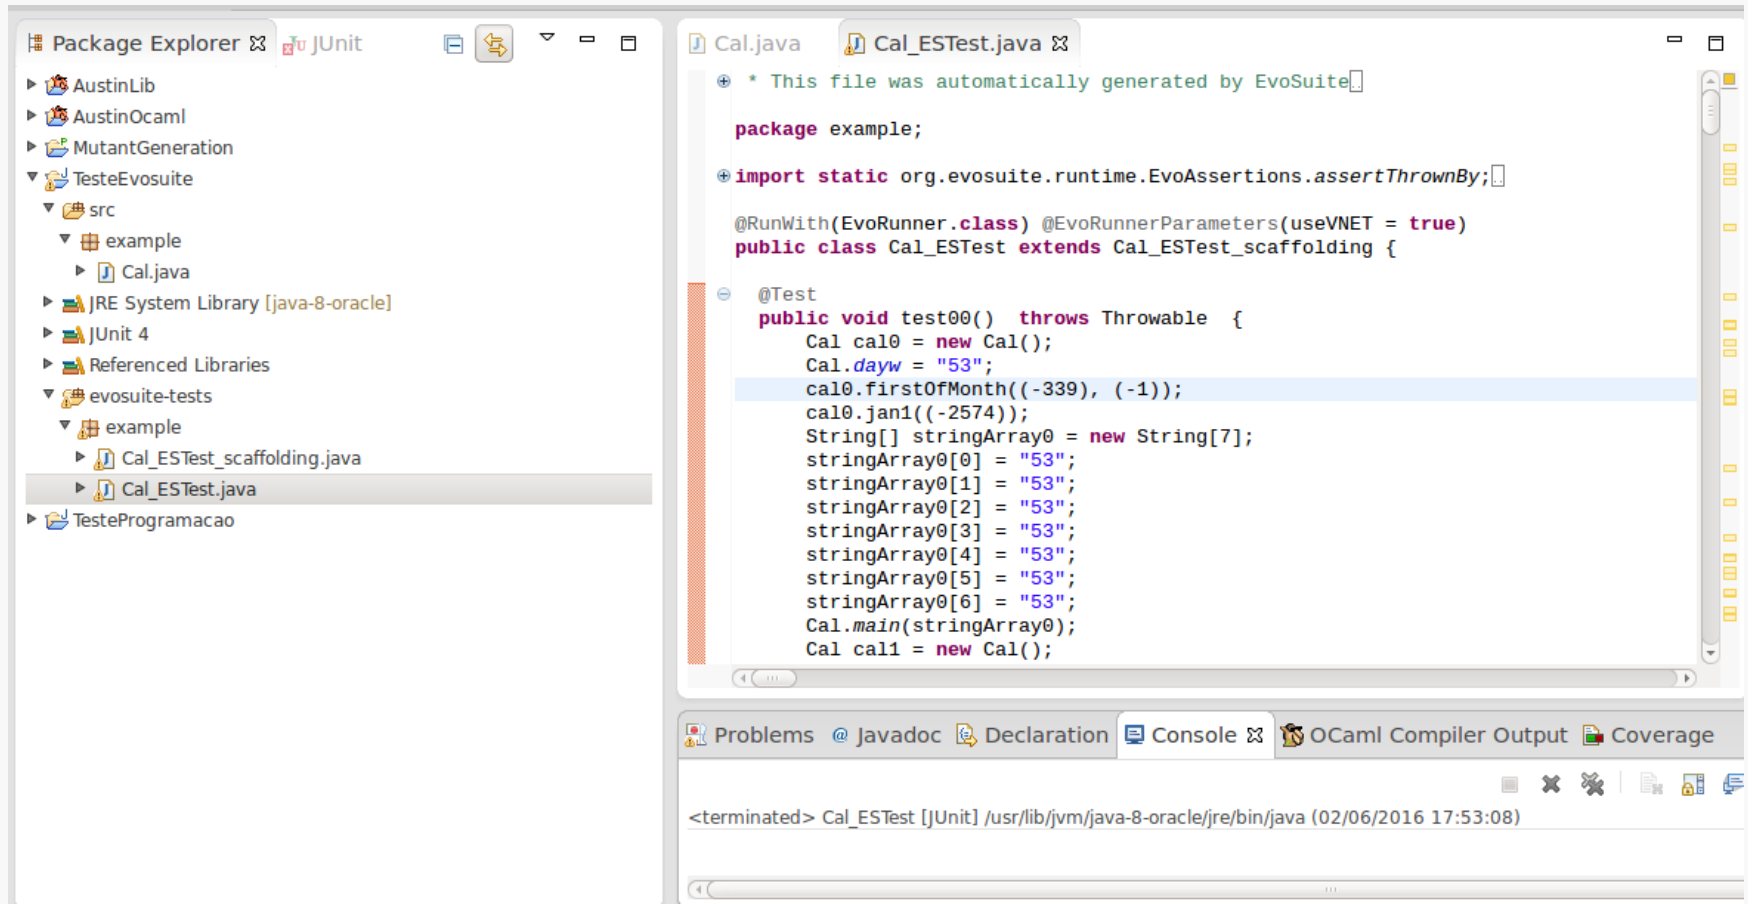 Package Explorer
JUnit
AustinLib
AustinOcaml
MutantGeneration
TesteEvosuite
src
example
Cal.java
JRE System Library [java-8-oracle]
JUnit 4
Referenced Libraries
evosuite-tests
example
Cal_ESTest_scaffolding.java
Cal_ESTest.java
TesteProgramacao
Cal.java
Cal_ESTest.java
* This file was automatically generated by EvoSuite
package example;
import static org.evosuite.runtime.EvoAssertions.assertThrownBy;
@RunWith(EvoRunner.class) @EvoRunnerParameters(useVNET = true)
public class Cal_ESTest extends Cal_ESTest_scaffolding {
@Test
public void test00()  throws Throwable  {
Cal cal0 = new Cal();
Cal.dayw = "53";
cal0.firstOfMonth((-339), (-1));
cal0.jan1((-2574));
String[] stringArray0 = new String[7];
stringArray0[0] = "53";
stringArray0[1] = "53";
stringArray0[2] = "53";
stringArray0[3] = "53";
stringArray0[4] = "53";
stringArray0[5] = "53";
stringArray0[6] = "53";
Cal.main(stringArray0);
Cal cal1 = new Cal();
Problems
@ Javadoc
Declaration
Console
OCaml Compiler Output
Coverage
<terminated> Cal_ESTest [JUnit] /usr/lib/jvm/java-8-oracle/jre/bin/java (02/06/2016 17:53:08)